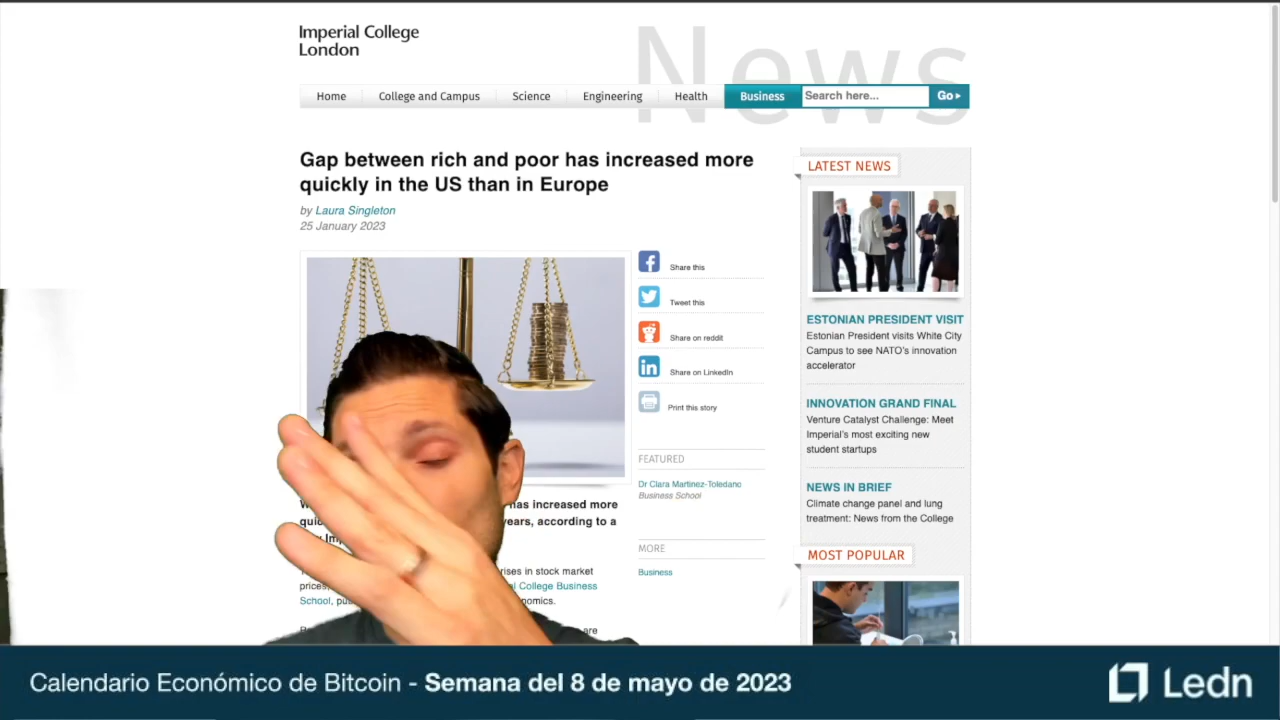 Imperial College
London
News
Home
College and Campus
Science
Engineering
Health
Business
Search here...
Go
Gap between rich and poor has increased more
quickly in the US than in Europe
by Laura Singleton
25 January 2023
Share this
Tweet this
Share on reddit
Share on LinkedIn
Print this story
FEATURED
Dr Clara Martinez-Toledano
Business School
MORE
Business
has increased more
years, according to a
rises in stock market
prices,
College Business
School,
are
LATEST NEWS
ESTONIAN PRESIDENT VISIT
Estonian President visits White City
Campus to see NATO's innovation
accelerator
INNOVATION GRAND FINAL
Venture Catalyst Challenge: Meet
Imperial's most exciting new
student startups
NEWS IN BRIEF
Climate change panel and lung
treatment: News from the College
MOST POPULAR
Calendario Económico de Bitcoin - Semana del 8 de mayo de 2023
Ledn